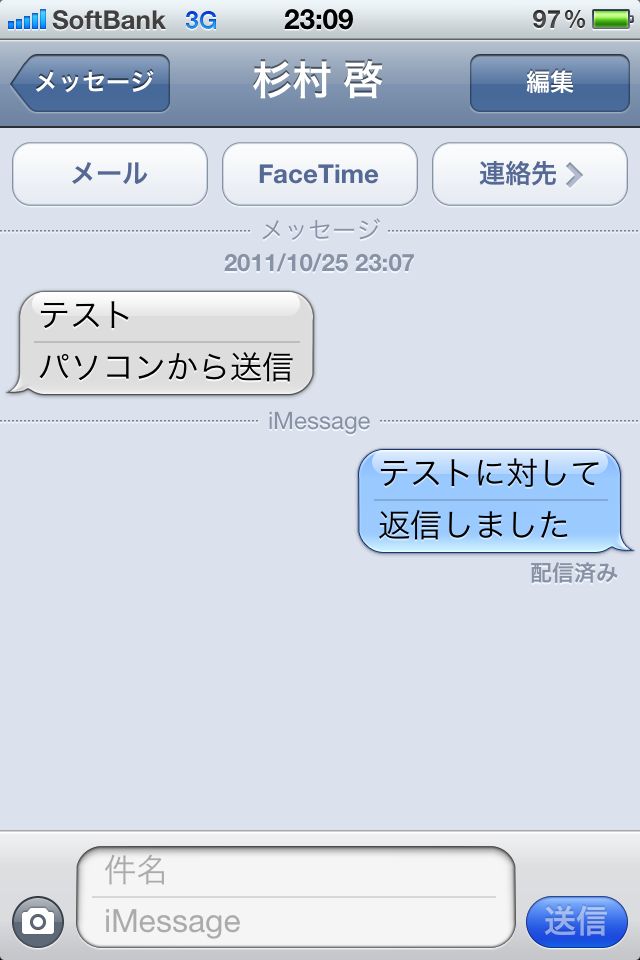 SoftBank 3G 23:09 97%
メッセージ 杉村 啓 編集
メール FaceTime 連絡先
メッセージ
2011/10/25 23:07
テスト
パソコンから送信
iMessage
テストに対して
返信しました
配信済み
件名
iMessage
送信